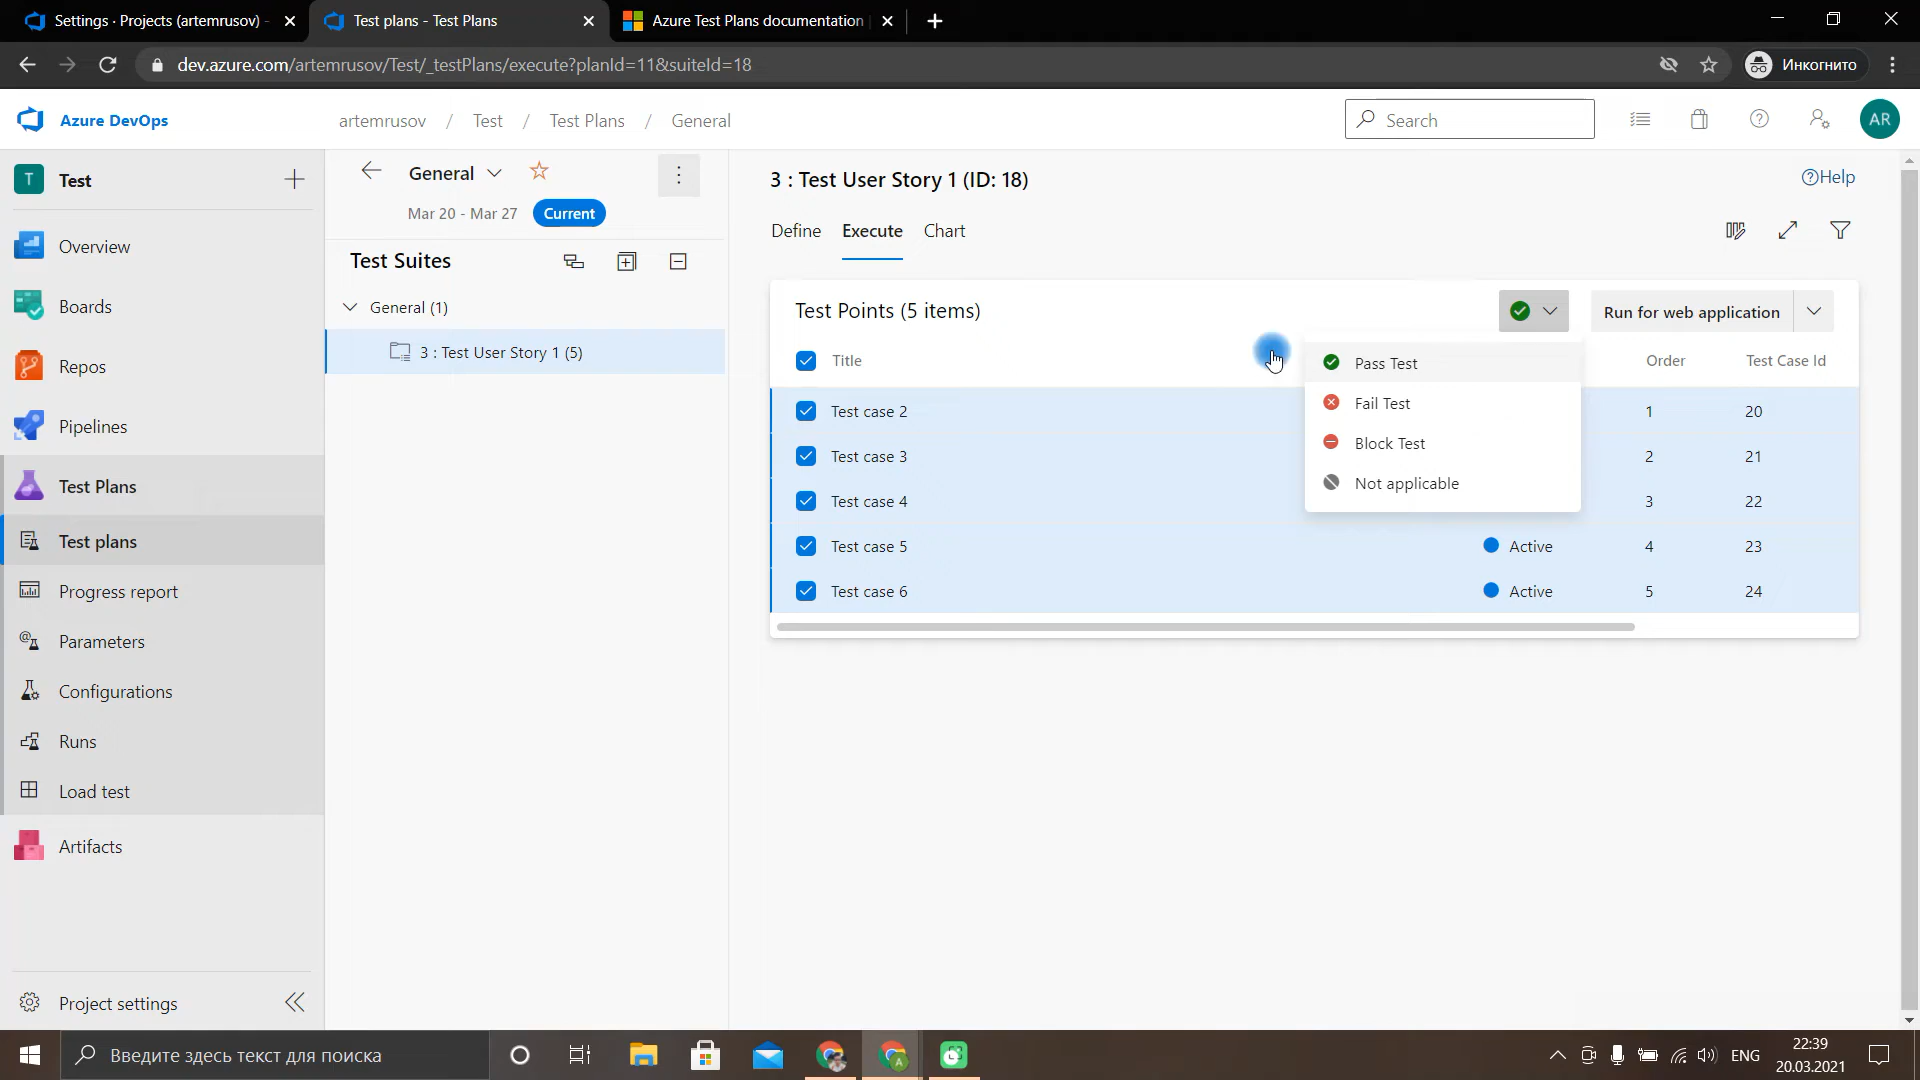 Settings · Projects (artemrusov) -
Test plans - Test Plans
Azure Test Plans documentation
dev.azure.com/artemrusov/Test/_testPlans/execute?planId=11&suiteId=18
Инкогнито
Azure DevOps
artemrusov / Test / Test Plans / General
Search
AR
T Test
Overview
Boards
Repos
Pipelines
Test Plans
Test plans
Progress report
Parameters
Configurations
Runs
Load test
Artifacts
Project settings
General
Mar 20 - Mar 27 Current
Test Suites
General (1)
3 : Test User Story 1 (5)
3 : Test User Story 1 (ID: 18)
Help
Define Execute Chart
Test Points (5 items)
Run for web application
Title Order Test Case Id
Pass Test
Fail Test
Block Test
Not applicable
Test case 2 1 20
Test case 3 2 21
Test case 4 3 22
Test case 5 Active 4 23
Test case 6 Active 5 24
Введите здесь текст для поиска
ENG
22:39
20.03.2021